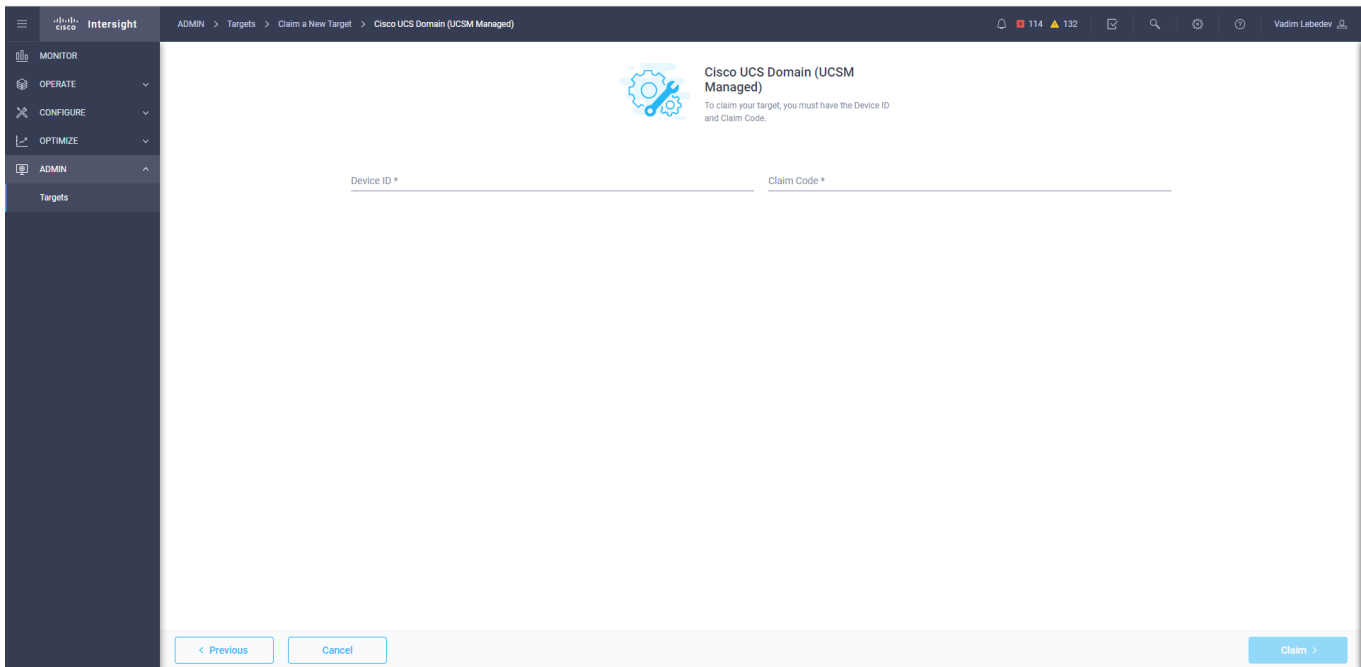 cisco Intersight
ADMIN > Targets > Claim a New Target > Cisco UCS Domain (UCSM Managed)
114 132
Vadim Lebedev
MONITOR
OPERATE
CONFIGURE
OPTIMIZE
ADMIN
Targets
Cisco UCS Domain (UCSM
Managed)
To claim your target, you must have the Device ID
and Claim Code.
Device ID * Claim Code *
< Previous Cancel Claim >